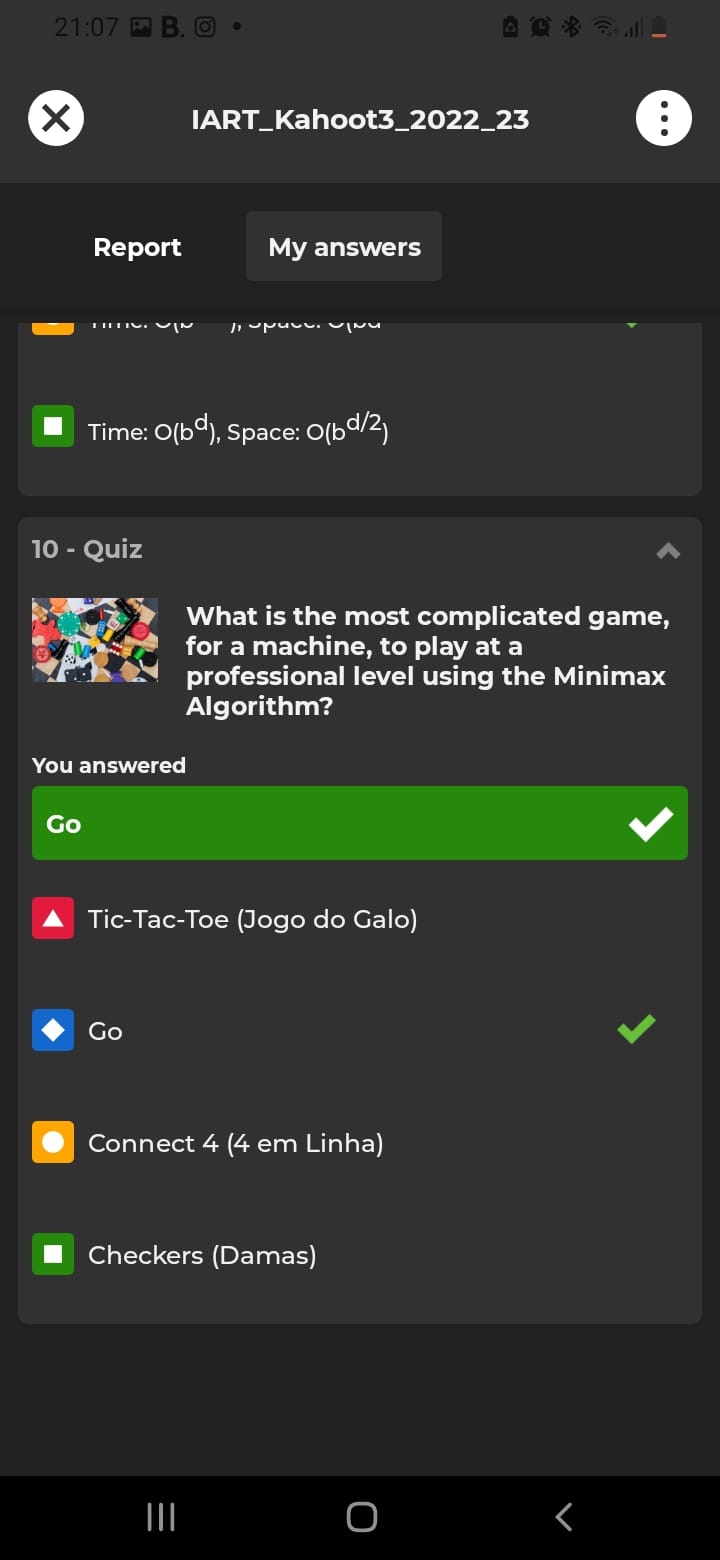 21:07 B.
IART_Kahoot3_2022_23
Report My answers
Time: O(bᵈ), Space: O(bᵈ/²)
10 - Quiz
What is the most complicated game,
for a machine, to play at a
professional level using the Minimax
Algorithm?
You answered
Go
Tic-Tac-Toe (Jogo do Galo)
Go
Connect 4 (4 em Linha)
Checkers (Damas)